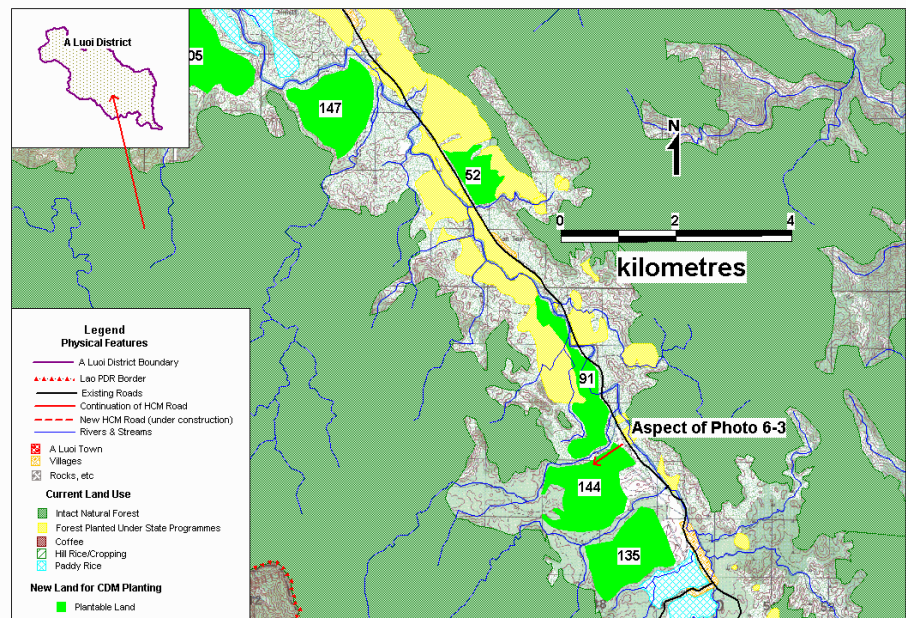 A Luoi District
05
147
52
N
0 2 4
kilometres
91
Aspect of Photo 6-3
144
135
Legend
Physical Features
A Luoi District Boundary
Lao PDR Border
Existing Roads
Continuation of HCM Road
New HCM Road (under construction)
Rivers & Streams
A Luoi Town
Villages
Rocks, etc
Current Land Use
Intact Natural Forest
Forest Planted Under State Programmes
Coffee
Hill Rice/Cropping
Paddy Rice
New Land for CDM Planting
Plantable Land